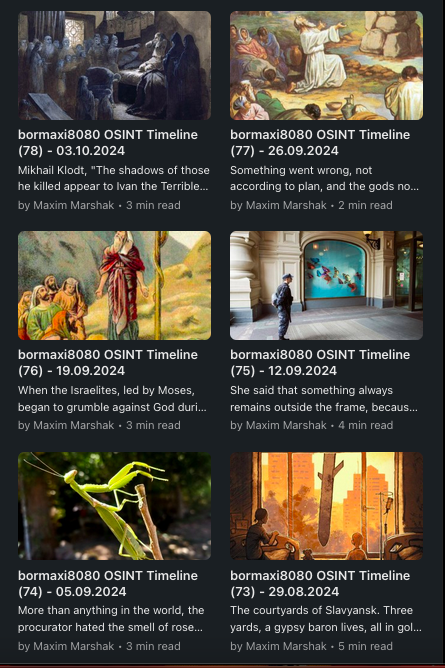 bormaxi8080 OSINT Timeline
(78) - 03.10.2024
Mikhail Klodt, "The shadows of those
he killed appear to Ivan the Terrible...
by Maxim Marshak • 3 min read
bormaxi8080 OSINT Timeline
(77) - 26.09.2024
Something went wrong, not
according to plan, and the gods no...
by Maxim Marshak • 2 min read
bormaxi8080 OSINT Timeline
(76) - 19.09.2024
When the Israelites, led by Moses,
began to grumble against God duri...
by Maxim Marshak • 3 min read
bormaxi8080 OSINT Timeline
(75) - 12.09.2024
She said that something always
remains outside the frame, becaus...
by Maxim Marshak • 4 min read
bormaxi8080 OSINT Timeline
(74) - 05.09.2024
More than anything in the world, the
procurator hated the smell of rose...
by Maxim Marshak • 3 min read
bormaxi8080 OSINT Timeline
(73) - 29.08.2024
The courtyards of Slavyansk. Three
yards, a gypsy baron lives, all in gol...
by Maxim Marshak • 5 min read